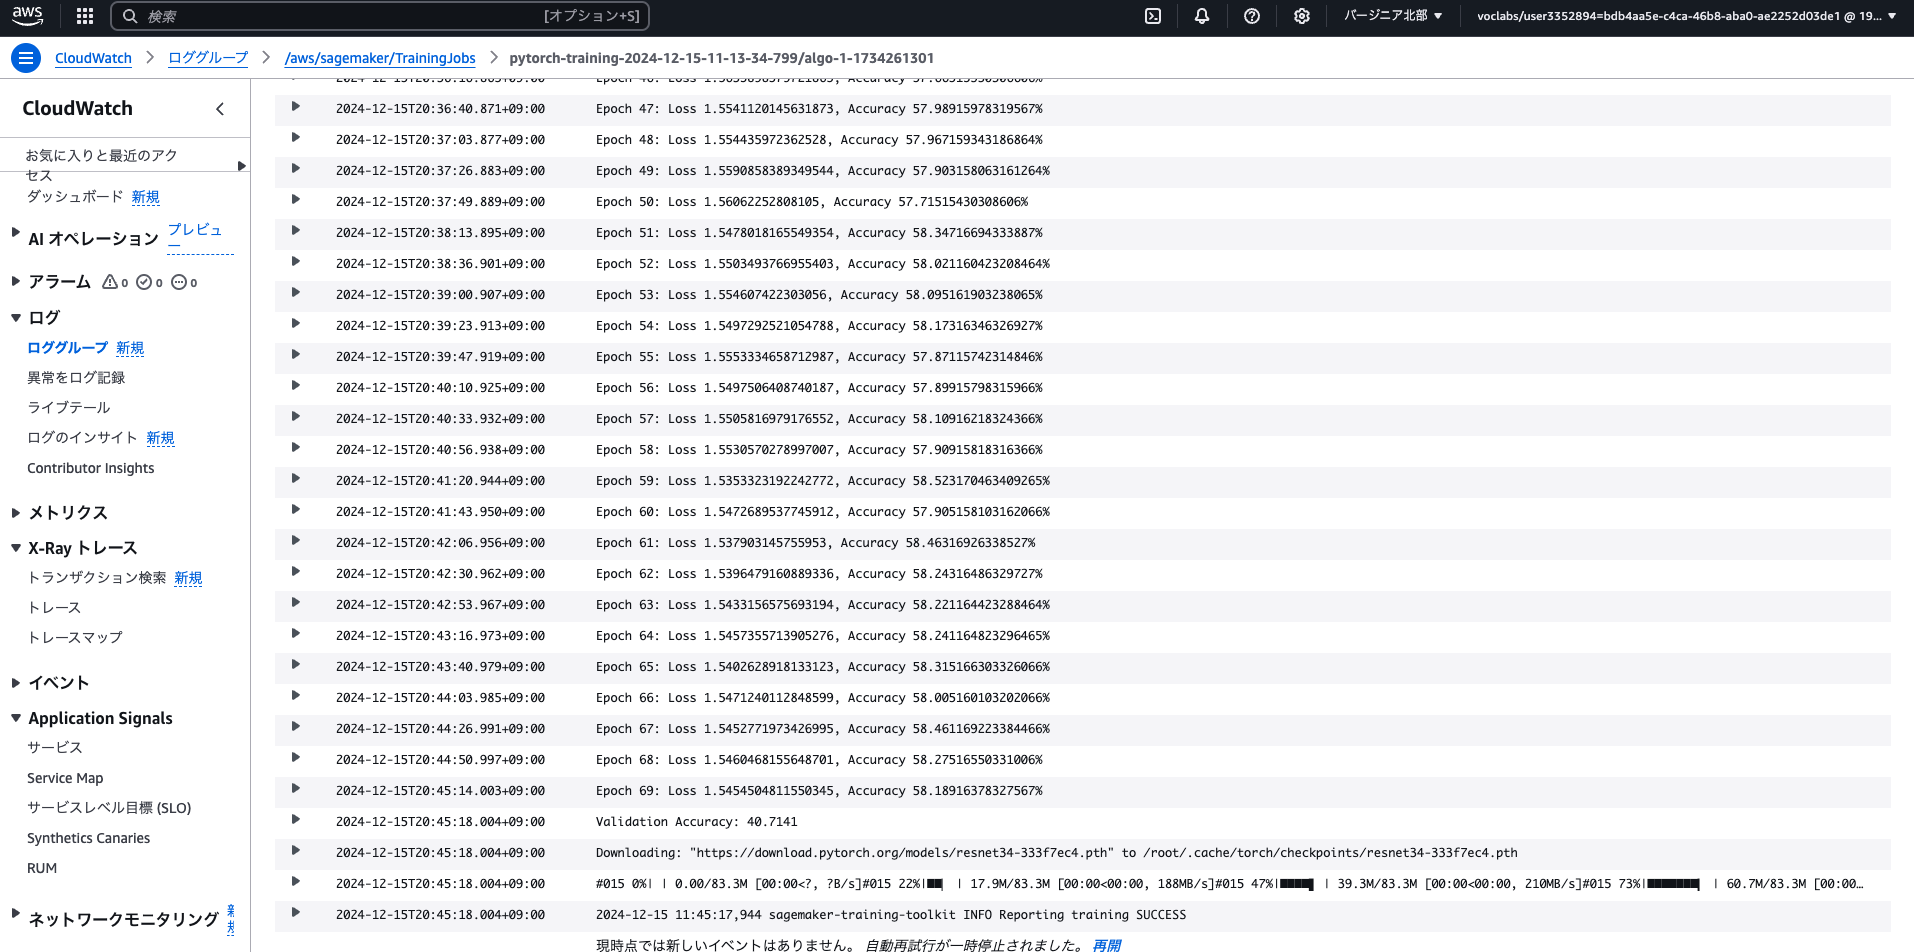 aws
検索 [オプション+S]
バージニア北部
voclabs/user3352894=bdb4aa5e-c4ca-46b8-aba0-ae2252d03de1 @ 19...
CloudWatch
ロググループ
/aws/sagemaker/TrainingJobs
pytorch-training-2024-12-15-11-13-34-799/algo-1-1734261301
CloudWatch
お気に入りと最近のアク
セス
ダッシュボード 新規
AI オペレーション プレビュ
ー
アラーム 0 0 0
ログ
ロググループ 新規
異常をログ記録
ライブテール
ログのインサイト 新規
Contributor Insights
メトリクス
X-Ray トレース
トランザクション検索 新規
トレース
トレースマップ
イベント
Application Signals
サービス
Service Map
サービスレベル目標 (SLO)
Synthetics Canaries
RUM
ネットワークモニタリング
2024-12-15T20:36:40.871+09:00 Epoch 47: Loss 1.5541120145631873, Accuracy 57.98915978319567%
2024-12-15T20:37:03.877+09:00 Epoch 48: Loss 1.554435972362528, Accuracy 57.967159343186864%
2024-12-15T20:37:26.883+09:00 Epoch 49: Loss 1.5590858389349544, Accuracy 57.903158063161264%
2024-12-15T20:37:49.889+09:00 Epoch 50: Loss 1.56062252808105, Accuracy 57.71515430308606%
2024-12-15T20:38:13.895+09:00 Epoch 51: Loss 1.5478018165549354, Accuracy 58.34716694333887%
2024-12-15T20:38:36.901+09:00 Epoch 52: Loss 1.5503493766955403, Accuracy 58.021160423208464%
2024-12-15T20:39:00.907+09:00 Epoch 53: Loss 1.554607422303056, Accuracy 58.095161903238065%
2024-12-15T20:39:23.913+09:00 Epoch 54: Loss 1.5497292521054788, Accuracy 58.17316346326927%
2024-12-15T20:39:47.919+09:00 Epoch 55: Loss 1.5553334658712987, Accuracy 57.87115742314846%
2024-12-15T20:40:10.925+09:00 Epoch 56: Loss 1.5497506408740187, Accuracy 57.89915798315966%
2024-12-15T20:40:33.932+09:00 Epoch 57: Loss 1.5505816979176552, Accuracy 58.10916218324366%
2024-12-15T20:40:56.938+09:00 Epoch 58: Loss 1.5530570278997007, Accuracy 57.90915818316366%
2024-12-15T20:41:20.944+09:00 Epoch 59: Loss 1.5353323192242772, Accuracy 58.523170463409265%
2024-12-15T20:41:43.950+09:00 Epoch 60: Loss 1.5472689537745912, Accuracy 57.905158103162066%
2024-12-15T20:42:06.956+09:00 Epoch 61: Loss 1.537903145755953, Accuracy 58.46316926338527%
2024-12-15T20:42:30.962+09:00 Epoch 62: Loss 1.5396479160889336, Accuracy 58.24316486329727%
2024-12-15T20:42:53.967+09:00 Epoch 63: Loss 1.5433156575693194, Accuracy 58.221164423288464%
2024-12-15T20:43:16.973+09:00 Epoch 64: Loss 1.5457355713905276, Accuracy 58.241164823296465%
2024-12-15T20:43:40.979+09:00 Epoch 65: Loss 1.5402628918133123, Accuracy 58.315166303326066%
2024-12-15T20:44:03.985+09:00 Epoch 66: Loss 1.5471240112848599, Accuracy 58.005160103202066%
2024-12-15T20:44:26.991+09:00 Epoch 67: Loss 1.5452771973426995, Accuracy 58.461169223384466%
2024-12-15T20:44:50.997+09:00 Epoch 68: Loss 1.5460468155648701, Accuracy 58.27516550331006%
2024-12-15T20:45:14.003+09:00 Epoch 69: Loss 1.5454504811550345, Accuracy 58.18916378327567%
2024-12-15T20:45:18.004+09:00 Validation Accuracy: 40.7141
2024-12-15T20:45:18.004+09:00 Downloading: "https://download.pytorch.org/models/resnet34-333f7ec4.pth" to /root/.cache/torch/checkpoints/resnet34-333f7ec4.pth
2024-12-15T20:45:18.004+09:00 #015 0%| | 0.00/83.3M [00:00<?, ?B/s]#015 22%|██▏ | 17.9M/83.3M [00:00<00:00, 188MB/s]#015 47%|████▋ | 39.3M/83.3M [00:00<00:00, 210MB/s]#015 73%|███████▎ | 60.7M/83.3M [00:00…
2024-12-15T20:45:18.004+09:00 2024-12-15 11:45:17,944 sagemaker-training-toolkit INFO Reporting training SUCCESS
現時点では新しいイベントはありません。 自動再試行が一時停止されました。 再開